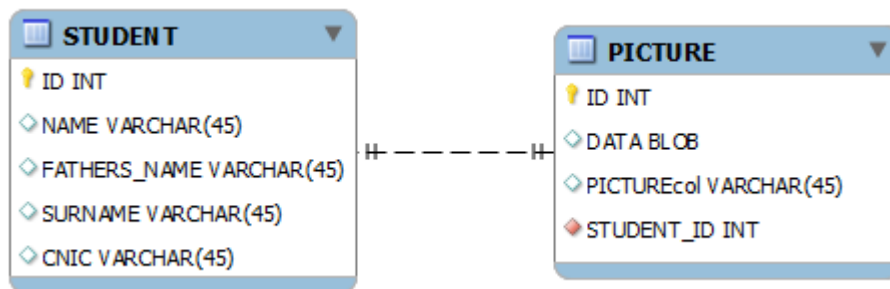 STUDENT
ID INT
NAME VARCHAR(45)
FATHERS_NAME VARCHAR(45)
SURNAME VARCHAR(45)
CNIC VARCHAR(45)
PICTURE
ID INT
DATA BLOB
PICTUREcol VARCHAR(45)
STUDENT_ID INT